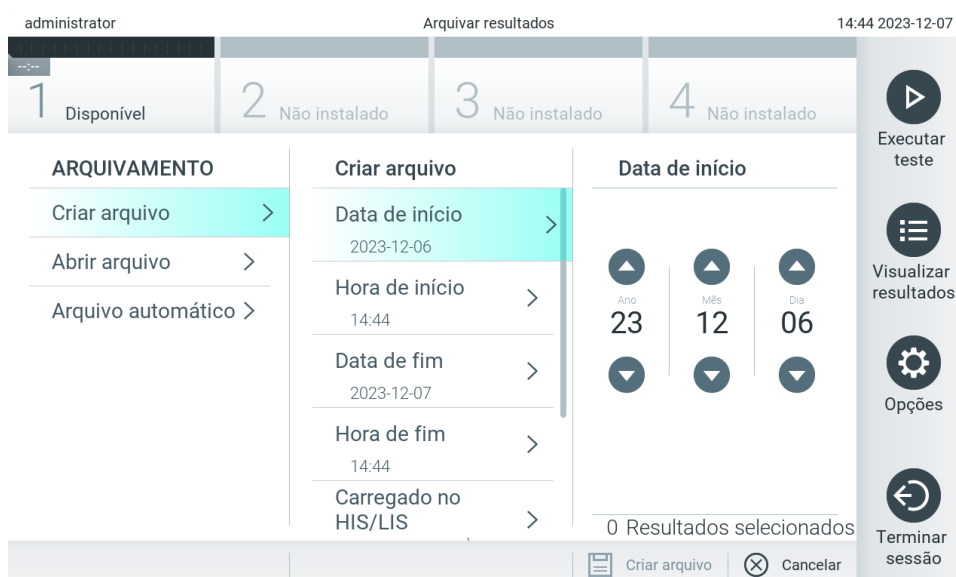 administrator
Arquivar resultados
14:44 2023-12-07
--:--
1 Disponível
2 Não instalado
3 Não instalado
4 Não instalado
ARQUIVAMENTO
Criar arquivo
Abrir arquivo
Arquivo automático
Criar arquivo
Data de início
2023-12-06
Hora de início
14:44
Data de fim
2023-12-07
Hora de fim
14:44
Carregado no
HIS/LIS
Data de início
Ano
23
Mês
12
Dia
06
0 Resultados selecionados
Criar arquivo
Cancelar
Executar
teste
Visualizar
resultados
Opções
Terminar
sessão